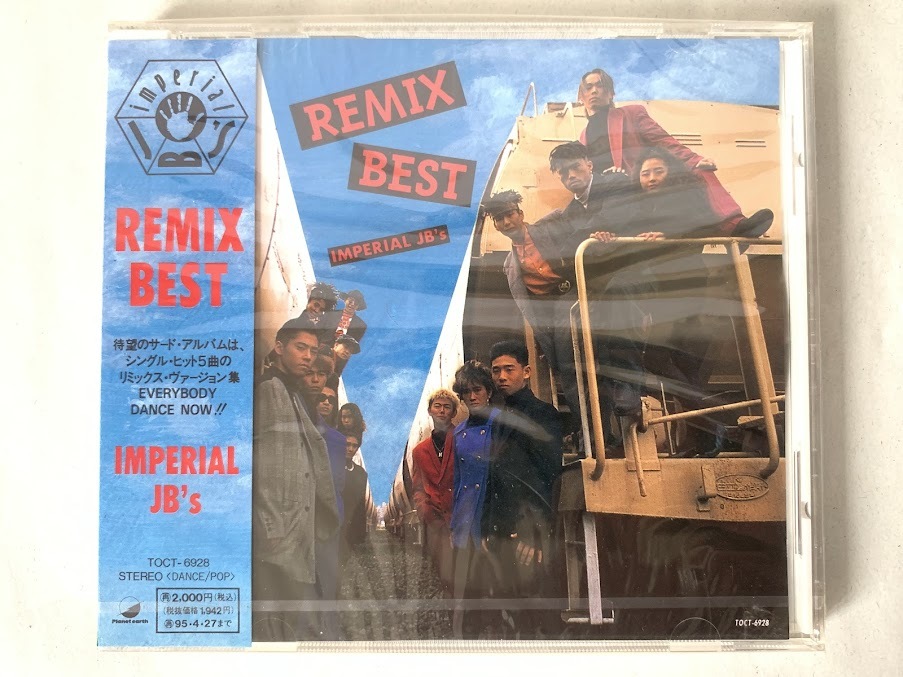 imperial
JB's
REMIX
BEST
待望のサード・アルバムは、
シングル・ヒット5曲の
リミックス・ヴァージョン集
EVERYBODY
DANCE NOW!!
IMPERIAL
JB's
TOCT-6928
STEREO〈DANCE/POP〉
Planet earth
再2,000円(税込)
(税抜価格1,942円)
再95・4・27まで
REMIX
BEST
IMPERIAL JB's
TOCT-6928